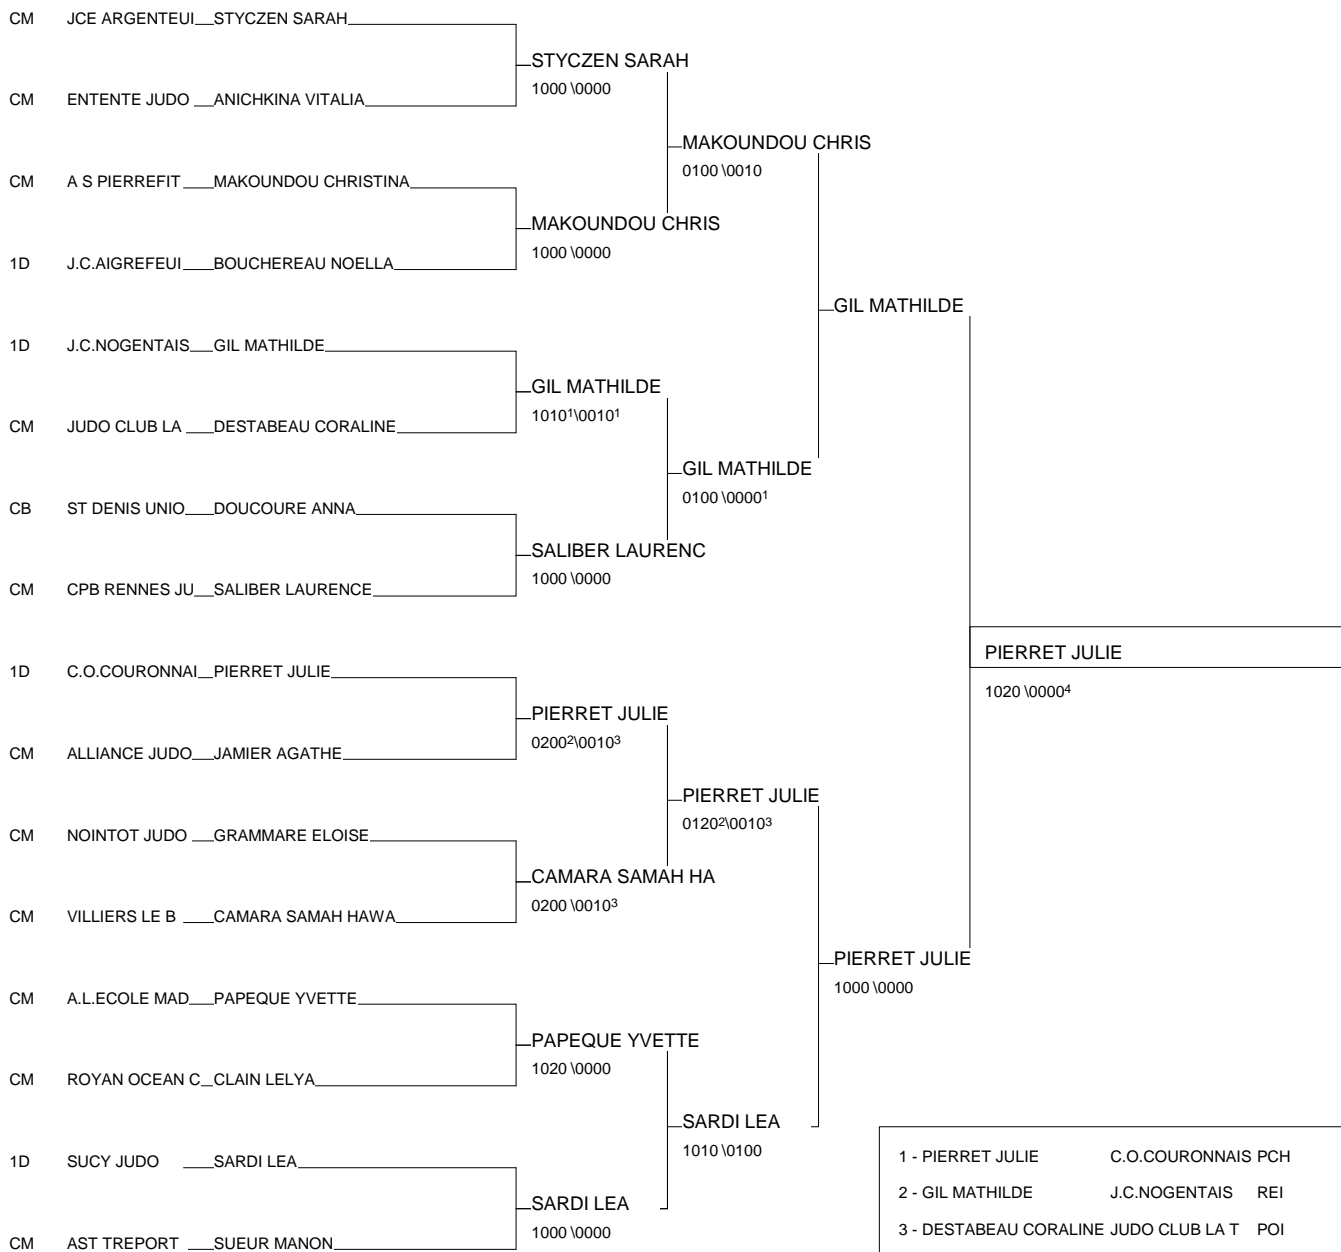 CM JCE ARGENTEUI STYCZEN SARAH
STYCZEN SARAH
1000 \0000
CM ENTENTE JUDO ANICHKINA VITALIA
MAKOUNDOU CHRIS
0100 \0010
CM A S PIERREFIT MAKOUNDOU CHRISTINA
MAKOUNDOU CHRIS
1000 \0000
1D J.C.AIGREFEUI BOUCHEREAU NOELLA
GIL MATHILDE
1D J.C.NOGENTAIS GIL MATHILDE
GIL MATHILDE
1010¹\0010¹
CM JUDO CLUB LA DESTABEAU CORALINE
GIL MATHILDE
0100 \0000¹
CB ST DENIS UNIO DOUCOURE ANNA
SALIBER LAURENC
1000 \0000
CM CPB RENNES JU SALIBER LAURENCE
PIERRET JULIE
1020 \0000⁴
1D C.O.COURONNAI PIERRET JULIE
PIERRET JULIE
0200²\0010³
CM ALLIANCE JUDO JAMIER AGATHE
PIERRET JULIE
0120²\0010³
CM NOINTOT JUDO GRAMMARE ELOISE
CAMARA SAMAH HA
0200 \0010³
CM VILLIERS LE B CAMARA SAMAH HAWA
PIERRET JULIE
1000 \0000
CM A.L.ECOLE MAD PAPEQUE YVETTE
PAPEQUE YVETTE
1020 \0000
CM ROYAN OCEAN C CLAIN LELYA
SARDI LEA
1010 \0100
1D SUCY JUDO SARDI LEA
SARDI LEA
1000 \0000
CM AST TREPORT SUEUR MANON
1 - PIERRET JULIE C.O.COURONNAIS PCH
2 - GIL MATHILDE J.C.NOGENTAIS REI
3 - DESTABEAU CORALINE JUDO CLUB LA T POI